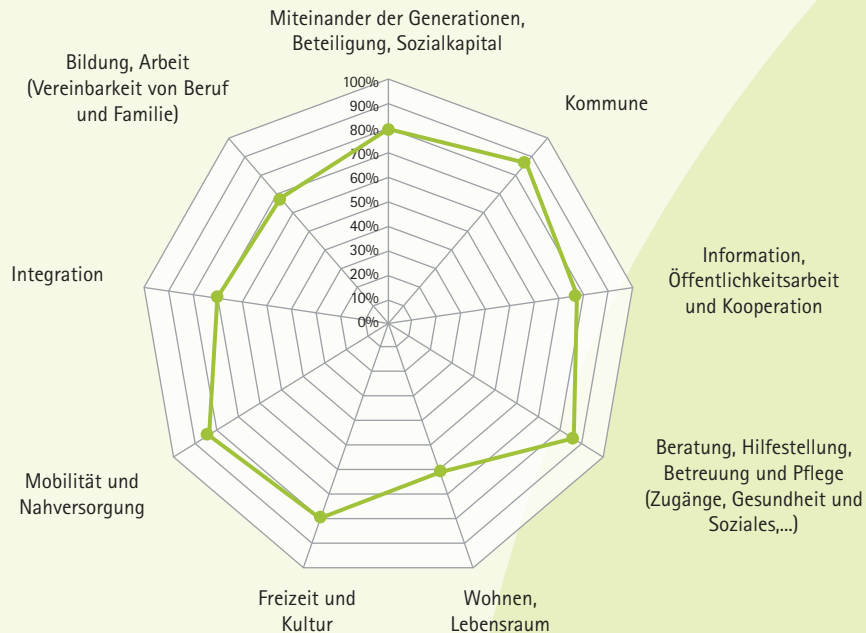 Miteinander der Generationen,
Beteiligung, Sozialkapital
Bildung, Arbeit
(Vereinbarkeit von Beruf
und Familie)
Kommune
100%
90%
80%
70%
60%
50%
40%
30%
20%
10%
0%
Integration
Information,
Öffentlichkeitsarbeit
und Kooperation
Mobilität und
Nahversorgung
Beratung, Hilfestellung,
Betreuung und Pflege
(Zugänge, Gesundheit und
Soziales,...)
Freizeit und
Kultur
Wohnen,
Lebensraum